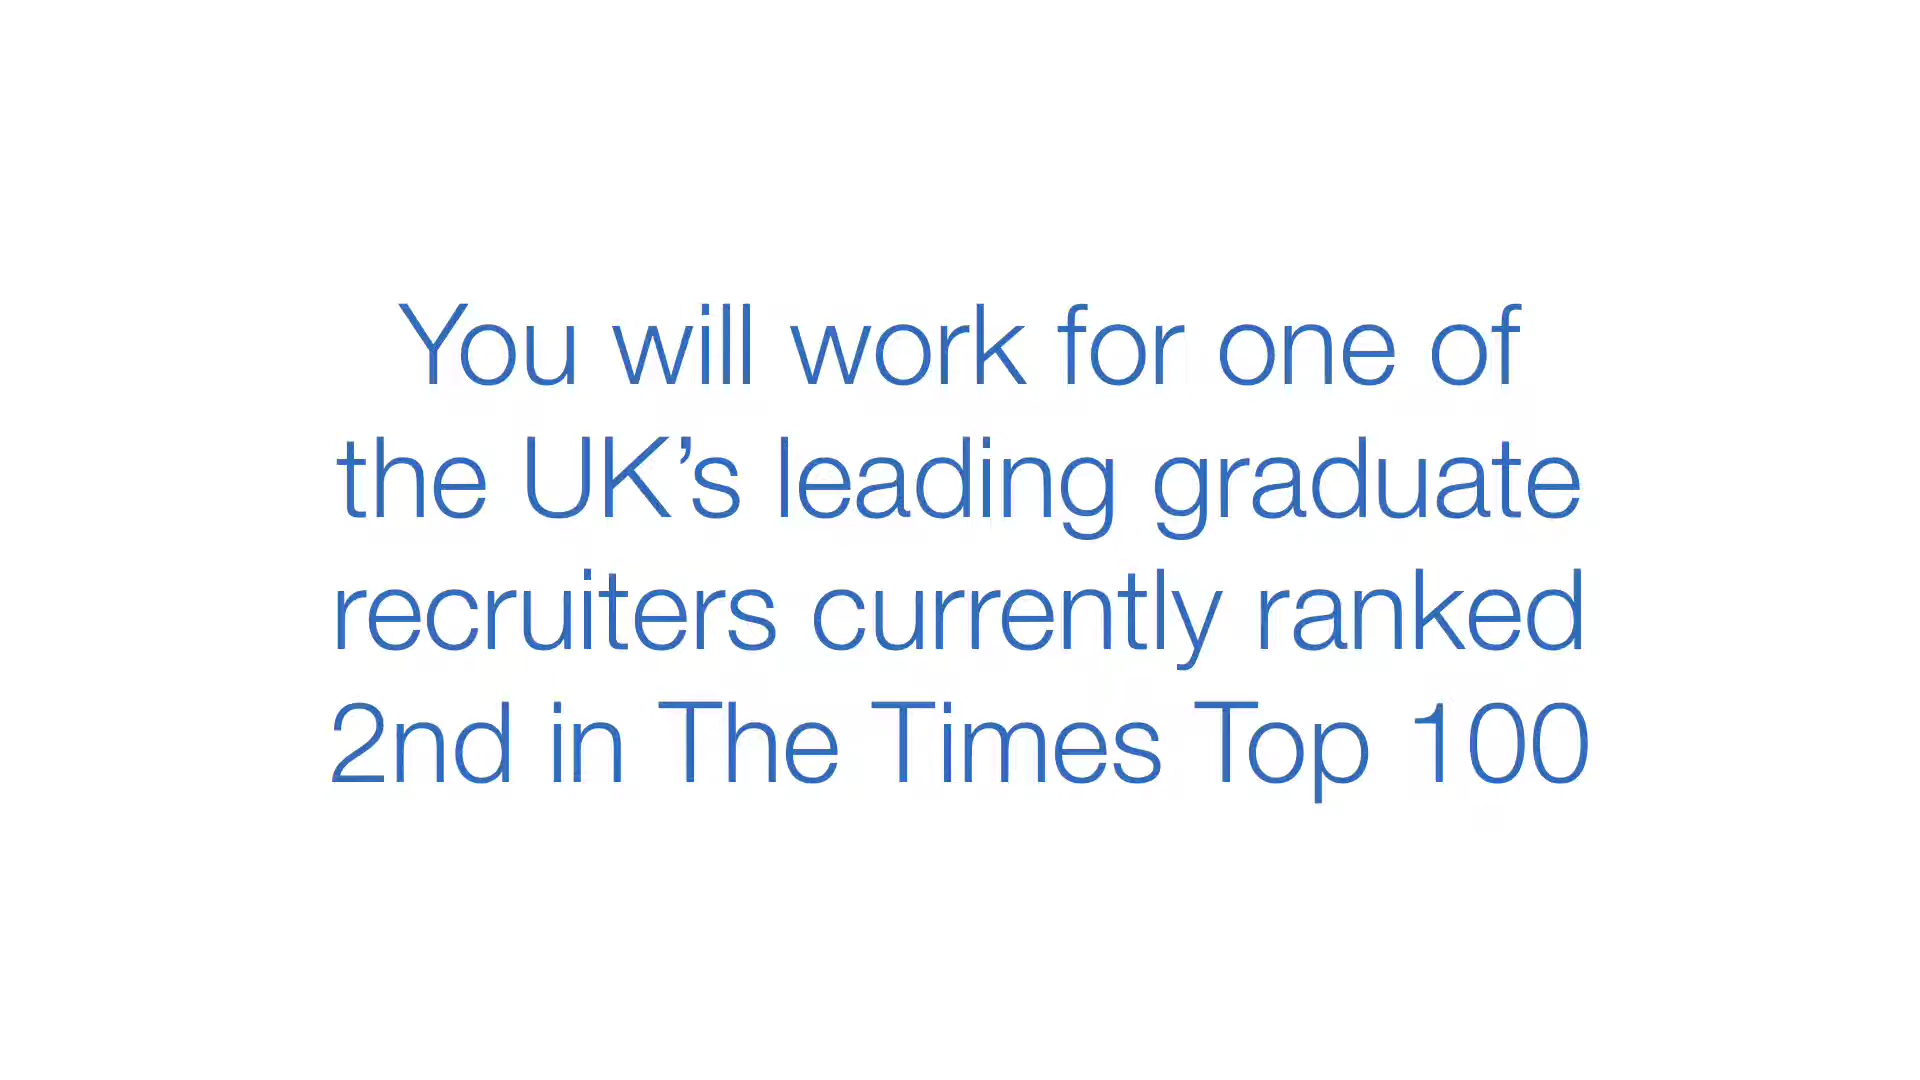 You will work for one of
the UK’s leading graduate
recruiters currently ranked
2nd in The Times Top 100